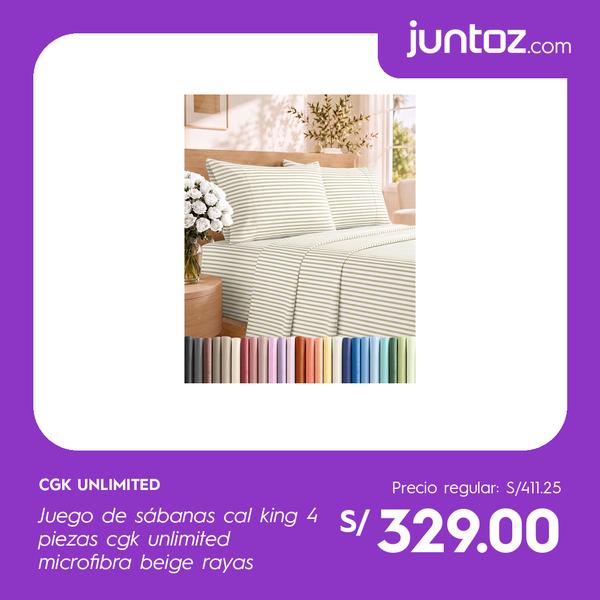 juntoz.com
CGK UNLIMITED
Juego de sábanas cal king 4
piezas cgk unlimited
microfibra beige rayas
Precio regular: S/411.25
S/ 329.00